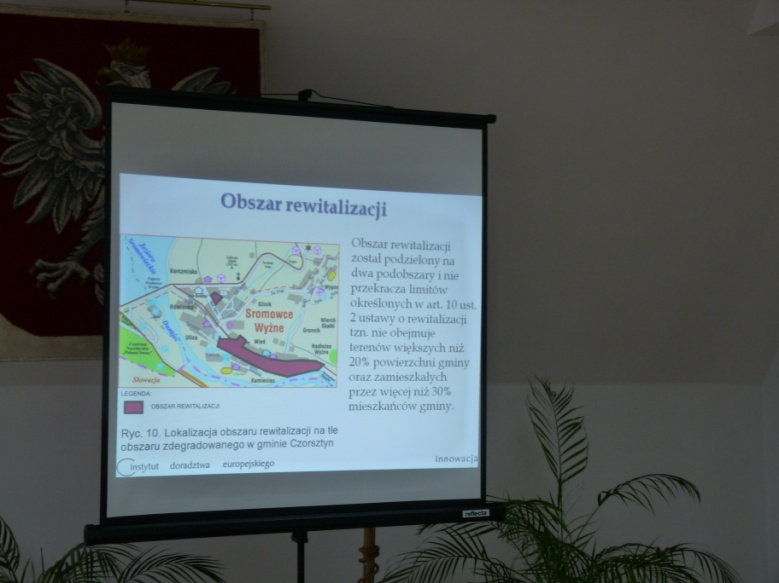 Obszar rewitalizacji
Obszar rewitalizacji
został podzielony na
dwa podobszary i nie
przekracza limitów
określonych w art. 10 ust.
2 ustawy o rewitalizacji
tzn. nie obejmuje
terenów większych niż
20% powierzchni gminy
oraz zamieszkałych
przez więcej niż 30%
mieszkańców gminy.
Sromowce
Wyżne
Słowacja
LEGENDA:
OBSZAR REWITALIZACJI
Ryc. 10. Lokalizacja obszaru rewitalizacji na tle
obszaru zdegradowanego w gminie Czorsztyn
instytut doradztwa europejskiego
innowacja
reflecta